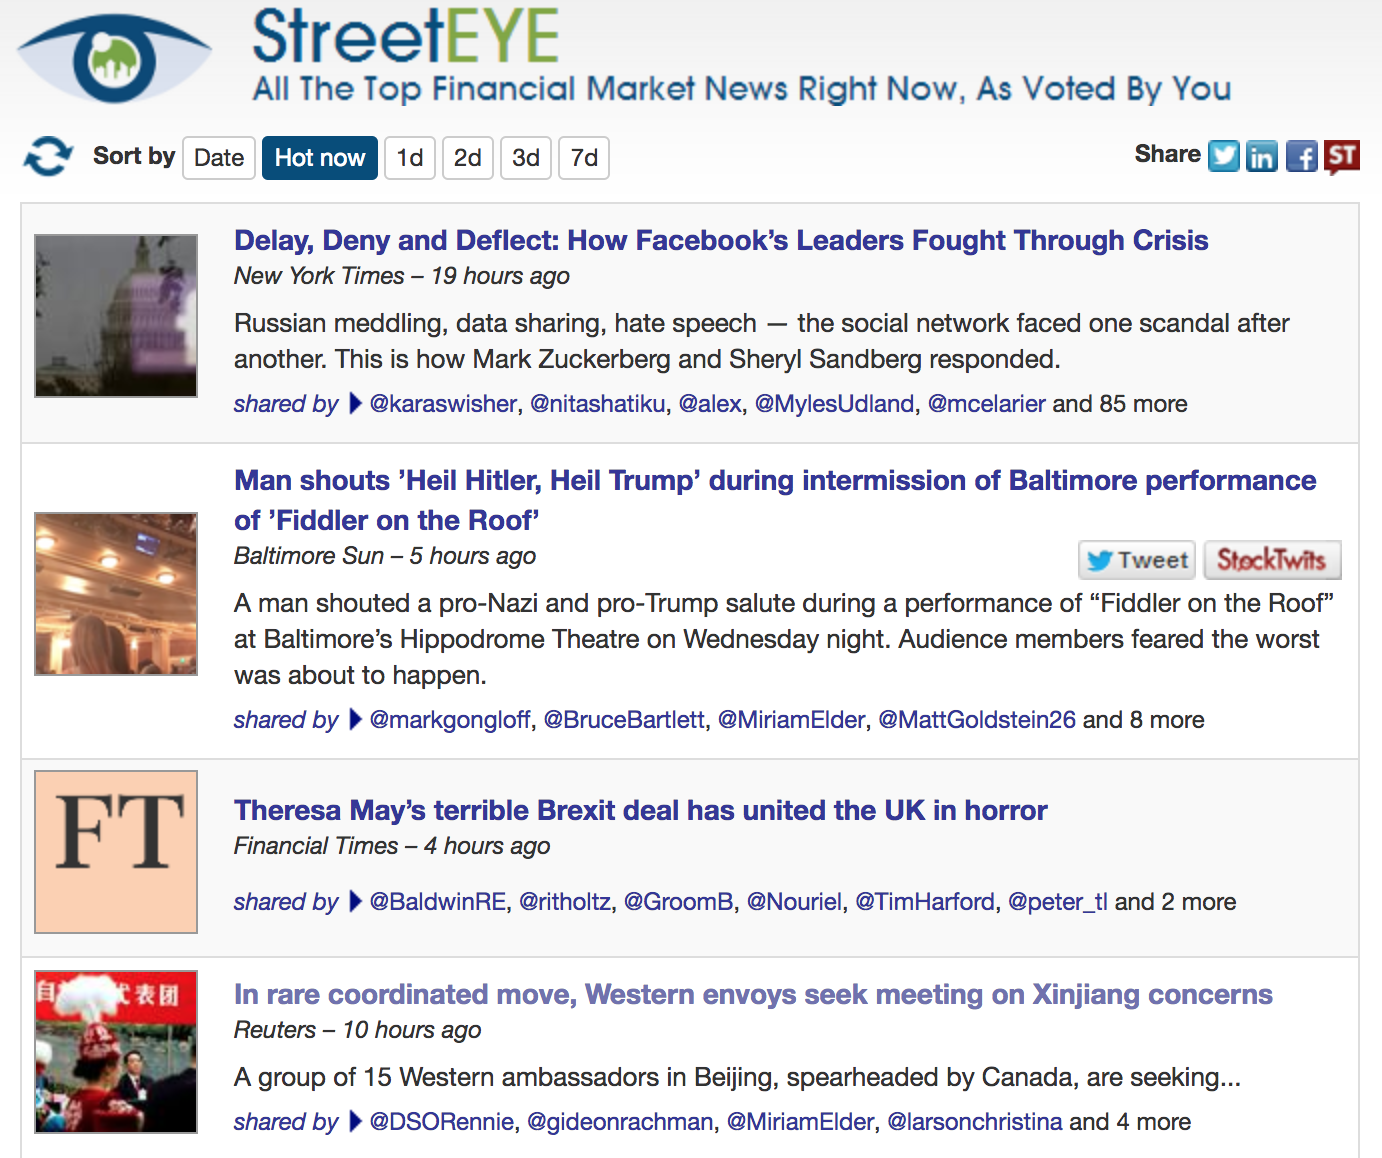 StreetEYE
All The Top Financial Market News Right Now, As Voted By You
Sort by Date Hot now 1d 2d 3d 7d Share in f ST
Delay, Deny and Deflect: How Facebook’s Leaders Fought Through Crisis
New York Times – 19 hours ago
Russian meddling, data sharing, hate speech — the social network faced one scandal after
another. This is how Mark Zuckerberg and Sheryl Sandberg responded.
shared by @karaswisher, @nitashatiku, @alex, @MylesUdland, @mcelarier and 85 more
Man shouts ’Heil Hitler, Heil Trump’ during intermission of Baltimore performance
of ’Fiddler on the Roof’
Baltimore Sun – 5 hours ago
Tweet StockTwits
A man shouted a pro-Nazi and pro-Trump salute during a performance of “Fiddler on the Roof”
at Baltimore’s Hippodrome Theatre on Wednesday night. Audience members feared the worst
was about to happen.
shared by @markgongloff, @BruceBartlett, @MiriamElder, @MattGoldstein26 and 8 more
FT
Theresa May’s terrible Brexit deal has united the UK in horror
Financial Times – 4 hours ago
shared by @BaldwinRE, @ritholtz, @GroomB, @Nouriel, @TimHarford, @peter_tl and 2 more
代表团
In rare coordinated move, Western envoys seek meeting on Xinjiang concerns
Reuters – 10 hours ago
A group of 15 Western ambassadors in Beijing, spearheaded by Canada, are seeking...
shared by @DSORennie, @gideonrachman, @MiriamElder, @larsonchristina and 4 more